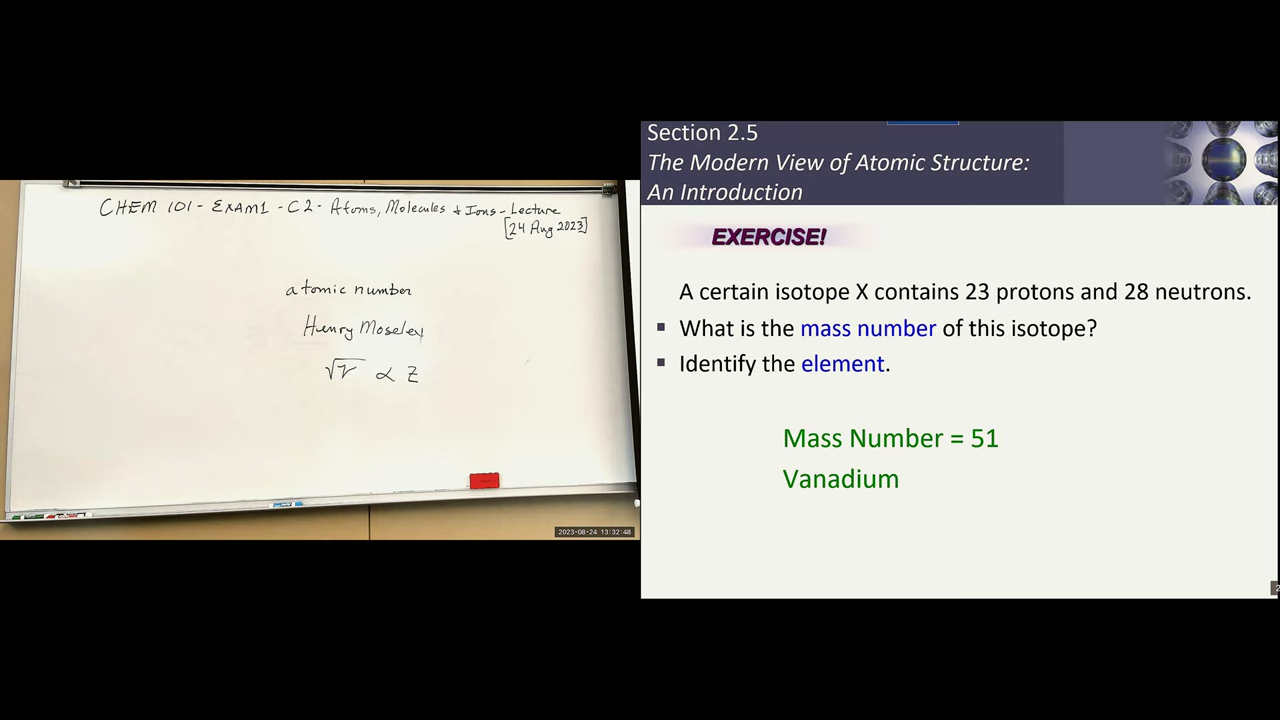 CHEM 101 - EXAM1 - C2 - Atoms, Molecules & Ions - Lecture
[24 Aug 2023]
atomic number
Henry Moseley
√ν ∝ Z
2023-08-24 13:32:48
Section 2.5
The Modern View of Atomic Structure:
An Introduction
EXERCISE!
A certain isotope X contains 23 protons and 28 neutrons.
▪ What is the mass number of this isotope?
▪ Identify the element.
Mass Number = 51
Vanadium